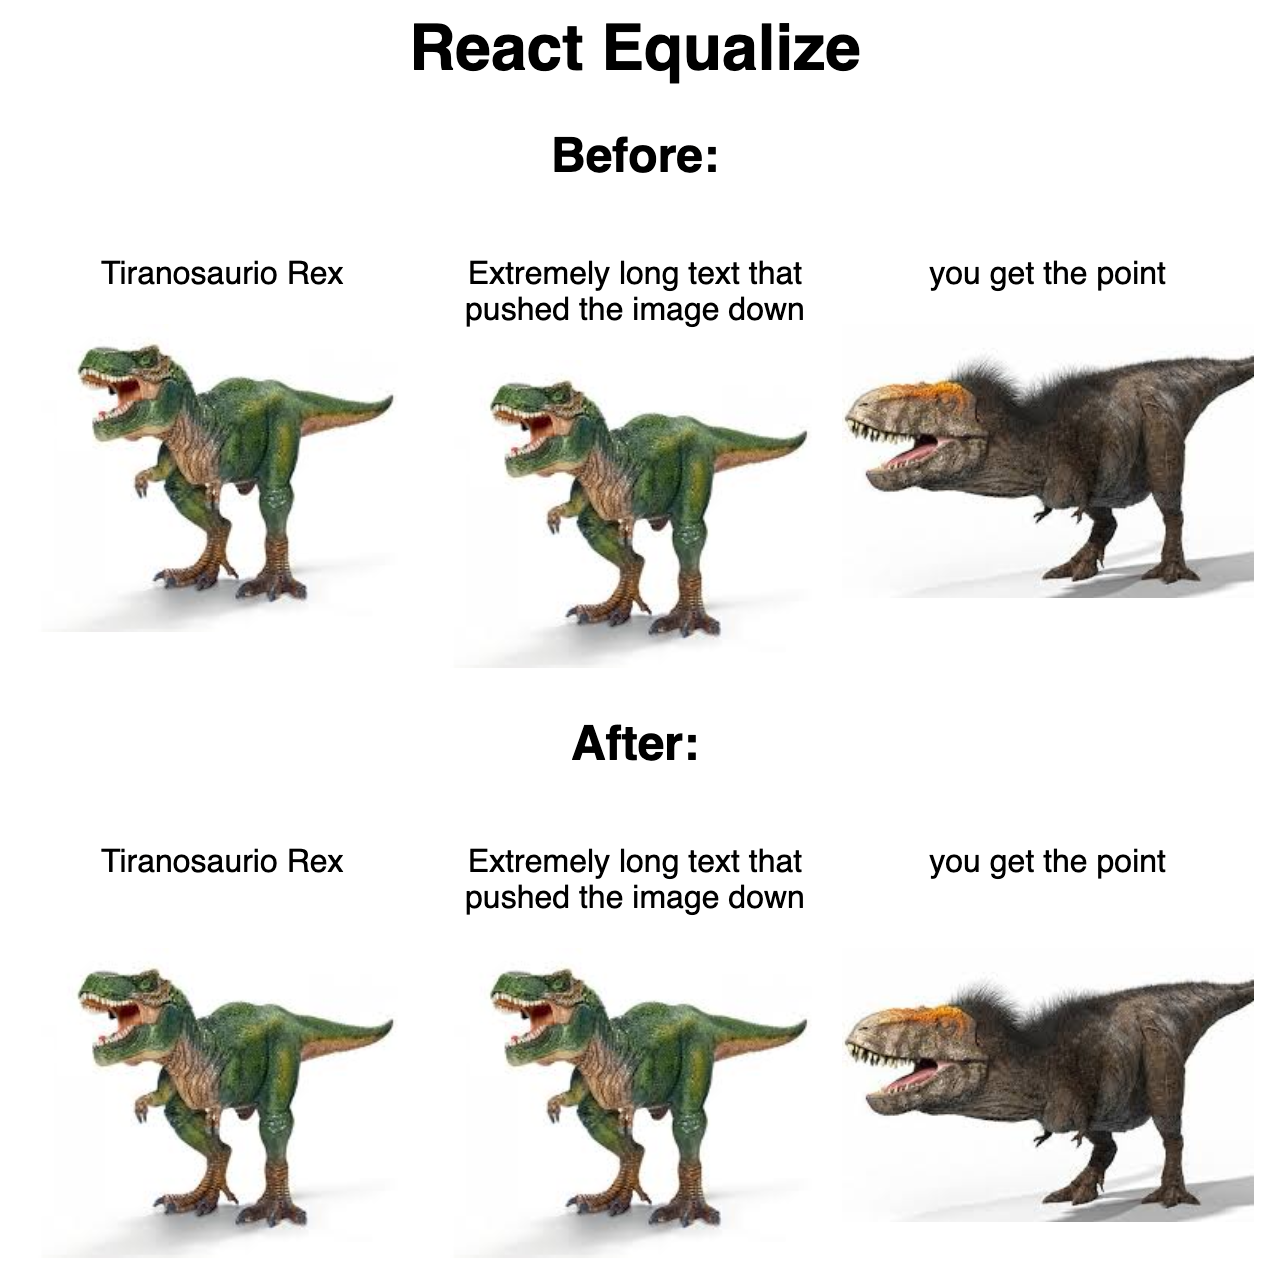 React Equalize
Before:
Tiranosaurio Rex
Extremely long text that
pushed the image down
you get the point
After:
Tiranosaurio Rex
Extremely long text that
pushed the image down
you get the point